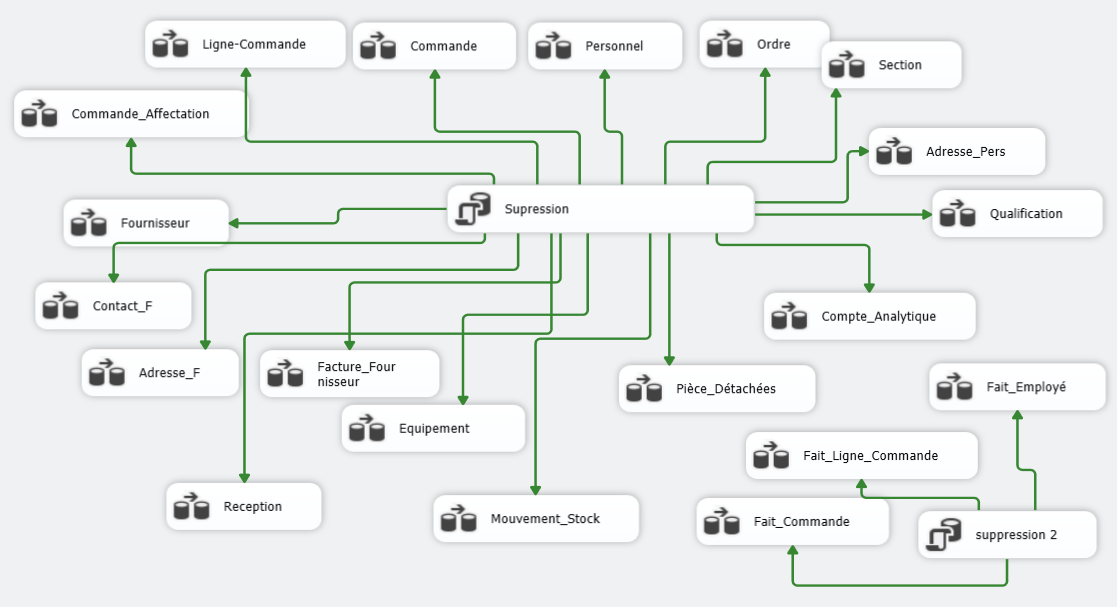 Ligne-Commande
Commande
Personnel
Ordre
Section
Commande_Affectation
Adresse_Pers
Supression
Qualification
Fournisseur
Contact_F
Compte_Analytique
Adresse_F
Facture_Four
nisseur
Pièce_Détachées
Fait_Employé
Equipement
Fait_Ligne_Commande
Reception
Mouvement_Stock
Fait_Commande
suppression 2